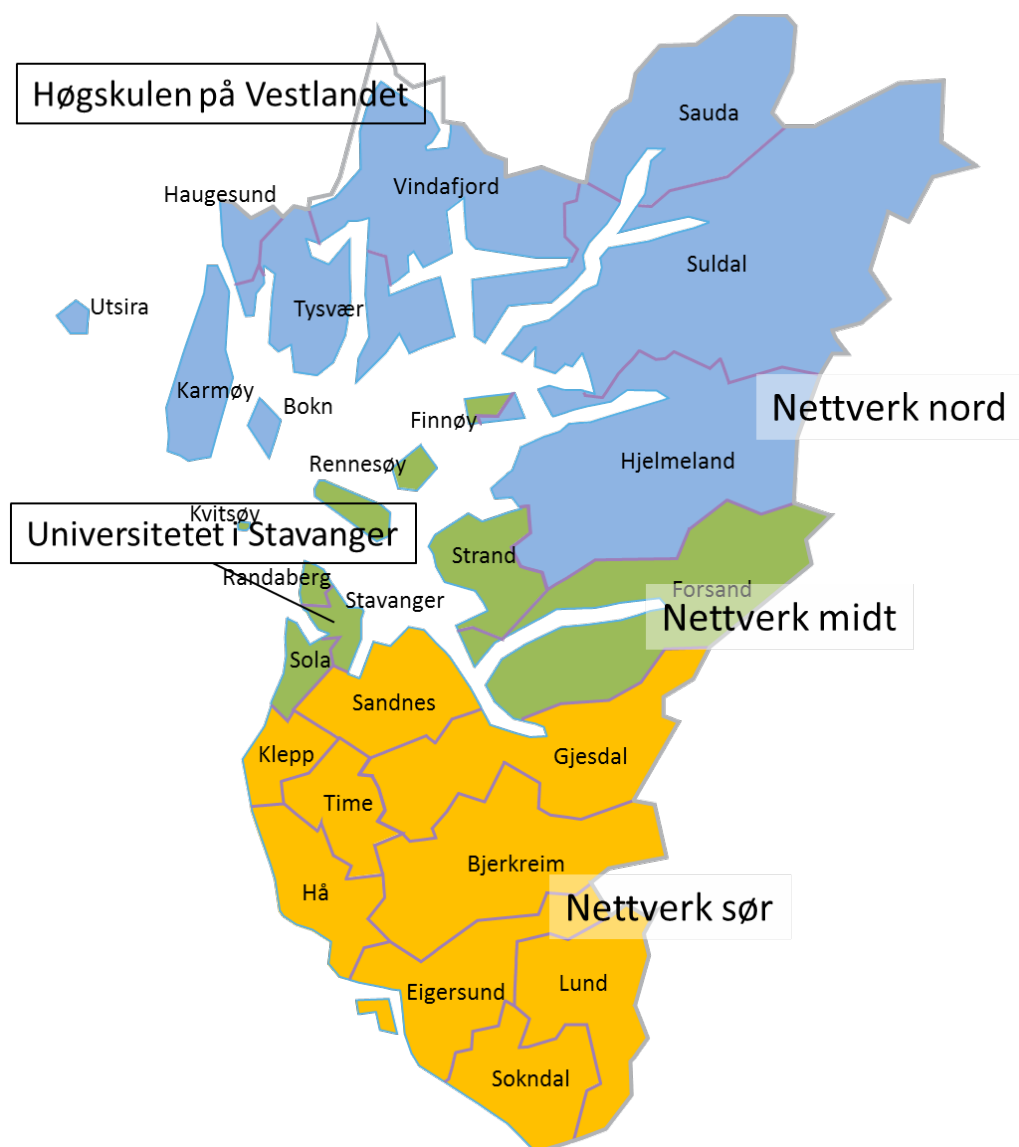 Høgskulen på Vestlandet
Sauda
Vindafjord
Haugesund
Suldal
Utsira
Tysvær
Karmøy
Bokn
Finnøy
Nettverk nord
Hjelmeland
Rennesøy
Kvitsøy
Universitetet i Stavanger
Strand
Randaberg
Stavanger
Forsand
Nettverk midt
Sola
Sandnes
Klepp
Gjesdal
Time
Bjerkreim
Hå
Nettverk sør
Eigersund
Lund
Sokndal